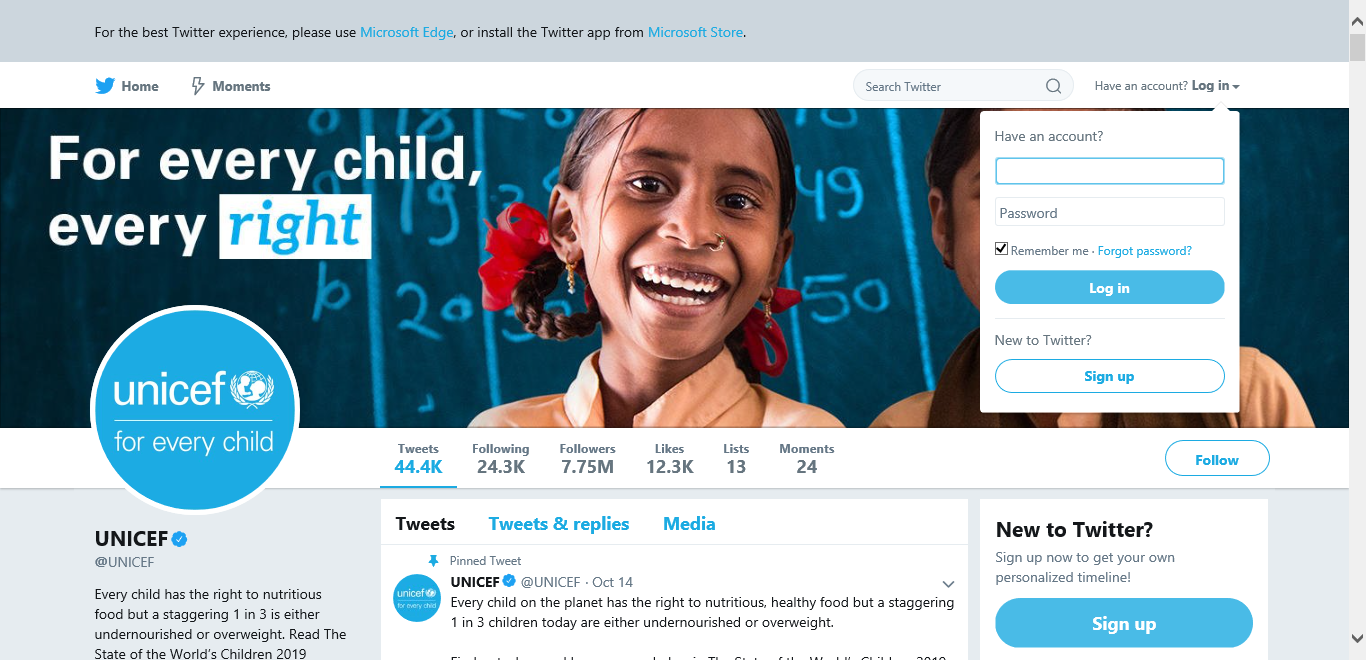 For the best Twitter experience, please use Microsoft Edge, or install the Twitter app from Microsoft Store.
Home
Moments
Search Twitter
Have an account? Log in
For every child,
every right
Have an account?
Password
Remember me · Forgot password?
Log in
New to Twitter?
Sign up
unicef
for every child
Tweets
44.4K
Following
24.3K
Followers
7.75M
Likes
12.3K
Lists
13
Moments
24
Follow
UNICEF
@UNICEF
Every child has the right to nutritious
food but a staggering 1 in 3 is either
undernourished or overweight. Read The
State of the World's Children 2019
Tweets
Tweets & replies
Media
Pinned Tweet
unicef
for every child
UNICEF @UNICEF · Oct 14
Every child on the planet has the right to nutritious, healthy food but a staggering
1 in 3 children today are either undernourished or overweight.
New to Twitter?
Sign up now to get your own
personalized timeline!
Sign up